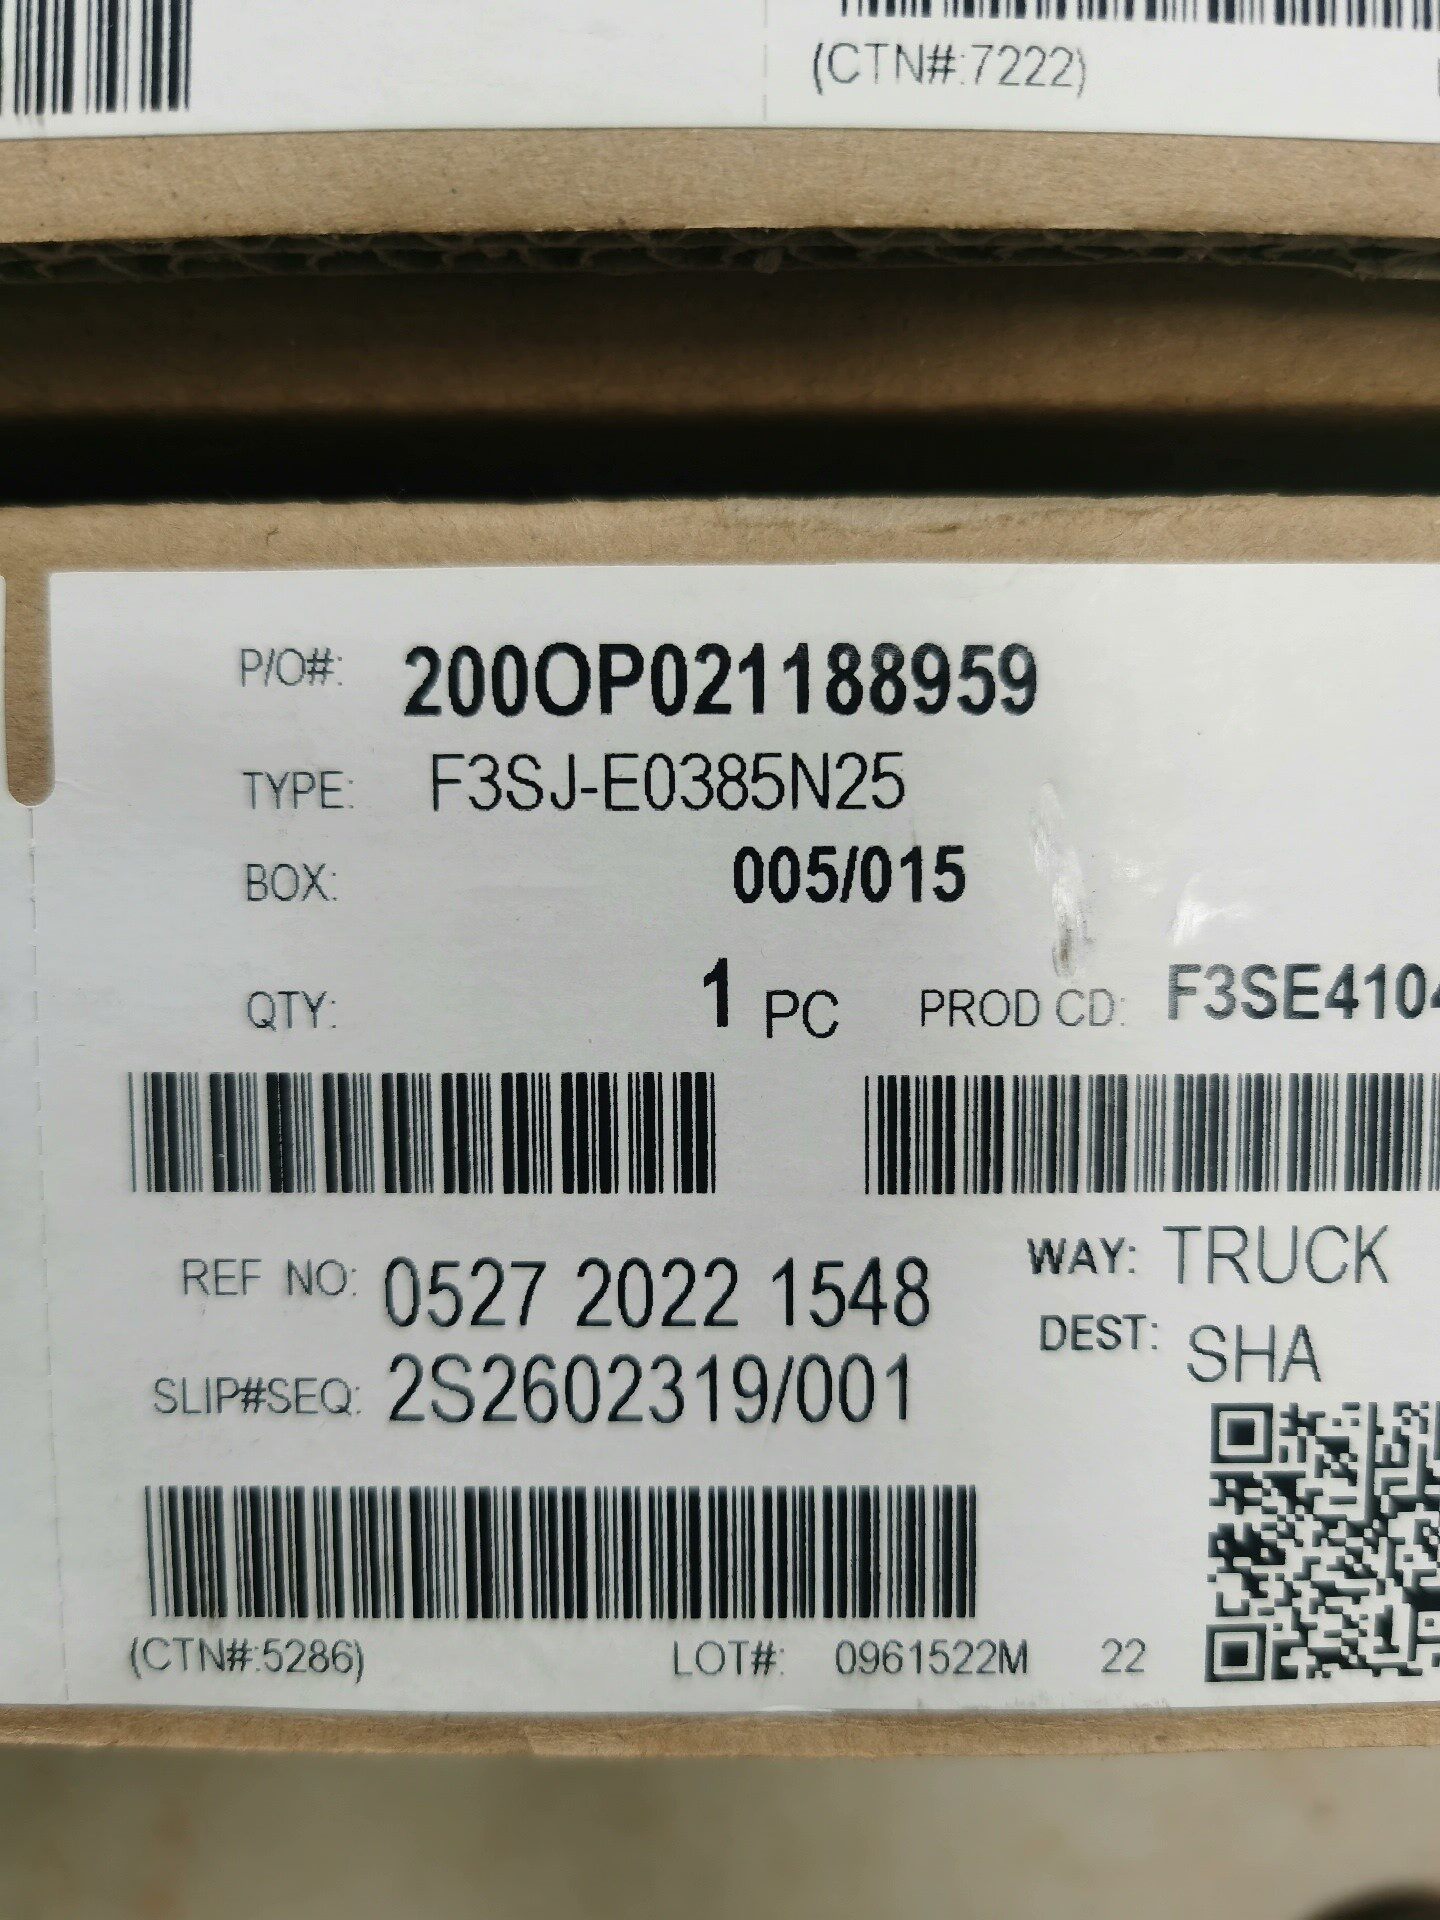 (CTN#:7222)
P/O#: 200OP021188959
TYPE: F3SJ-E0385N25
BOX: 005/015
QTY: 1 PC PROD CD: F3SE4104
REF NO: 0527 2022 1548 WAY: TRUCK
DEST: SHA
SLIP#SEQ: 2S2602319/001
(CTN#:5286) LOT#: 0961522M 22